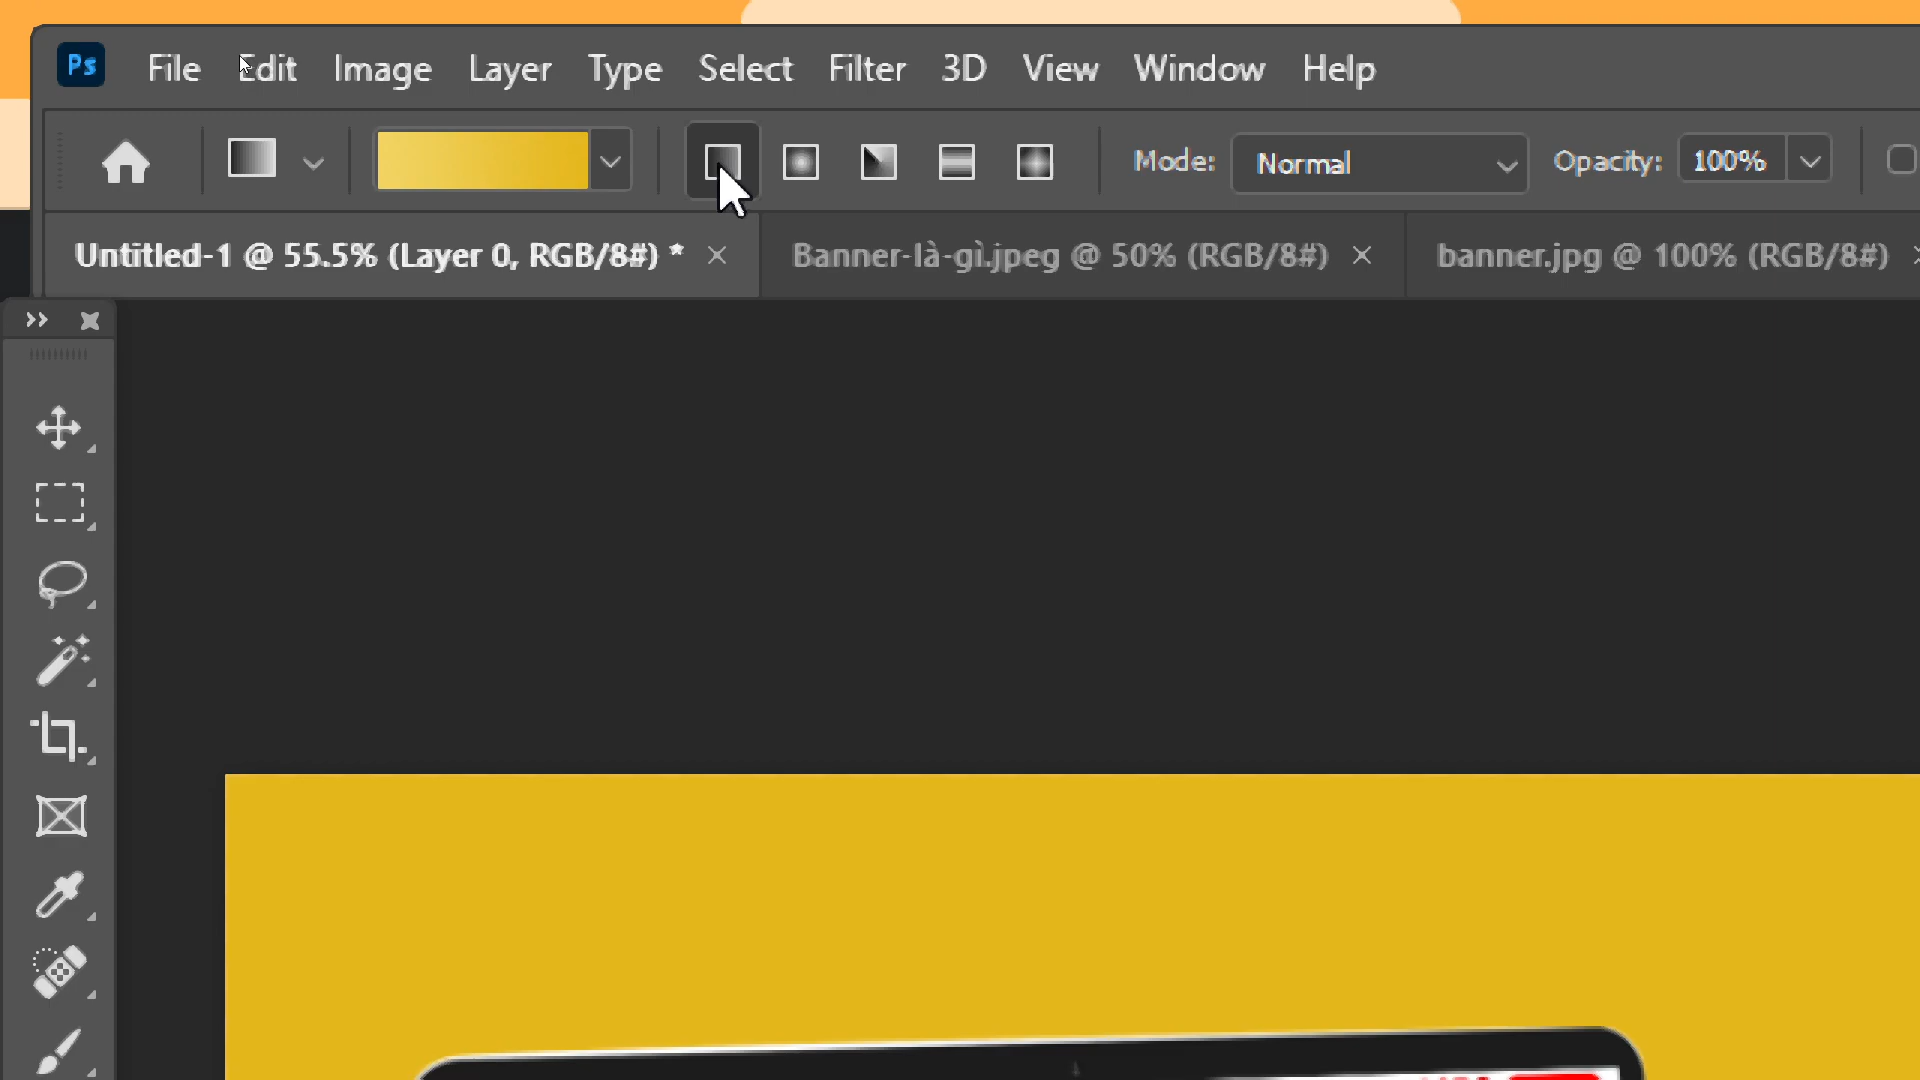 Ps File Edit Image Layer Type Select Filter 3D View Window Help
Mode: Normal Opacity: 100%
Untitled-1 @ 55.5% (Layer 0, RGB/8#) * × Banner-là-gì.jpeg @ 50% (RGB/8#) × banner.jpg @ 100% (RGB/8#)